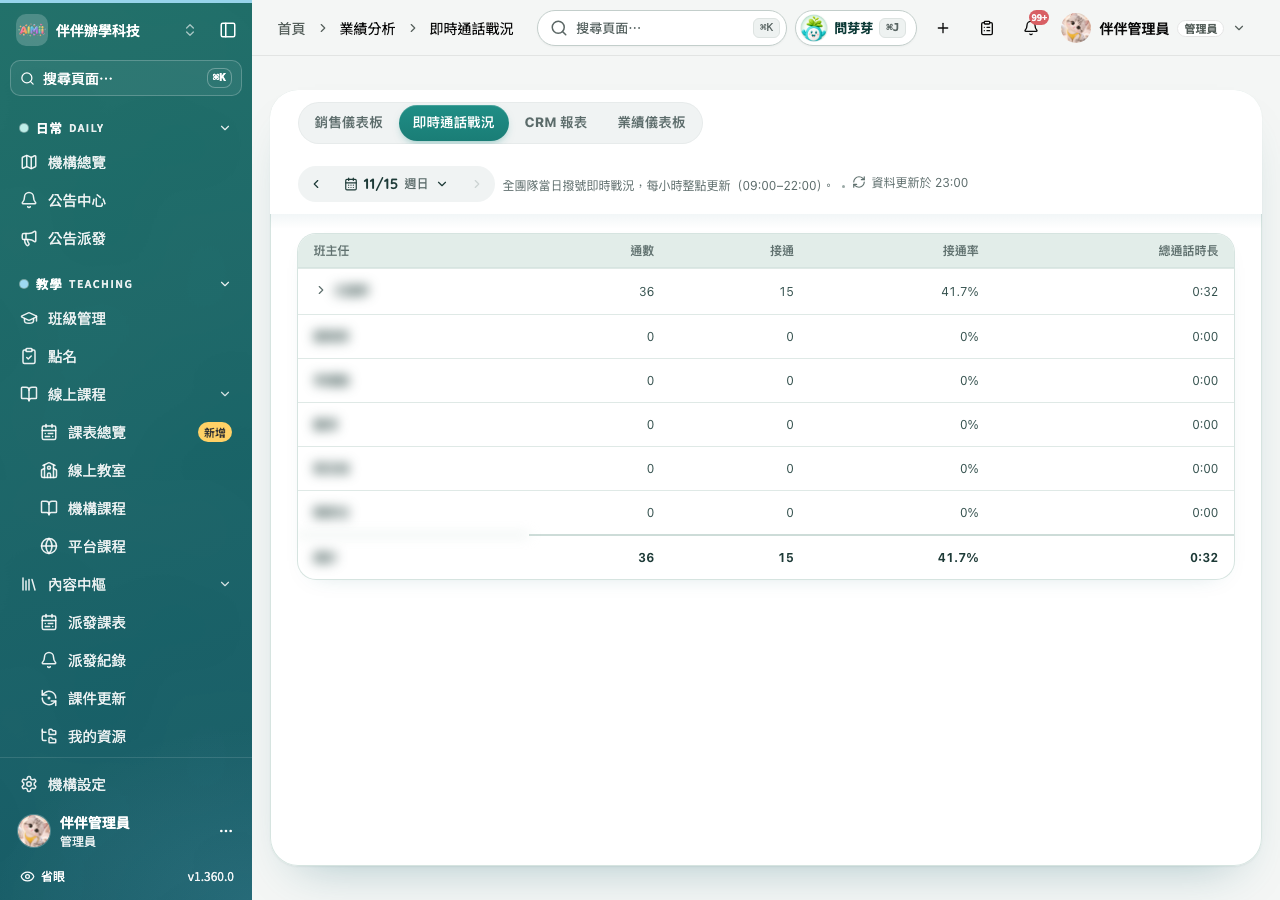 伴伴辦學科技
搜尋頁面… ⌘K
日常 DAILY
機構總覽
公告中心
公告派發
教學 TEACHING
班級管理
點名
線上課程
課表總覽 新增
線上教室
機構課程
平台課程
內容中樞
派發課表
派發紀錄
課件更新
我的資源
機構設定
伴伴管理員
管理員
省眼 v1.360.0
首頁 業績分析 即時通話戰況 搜尋頁面… ⌘K 問芽芽 ⌘J 99+ 伴伴管理員 管理員
銷售儀表板 即時通話戰況 CRM 報表 業績儀表板
11/15 週日 全團隊當日撥號即時戰況，每小時整點更新（09:00–22:00）。 • 資料更新於 23:00
班主任 通數 接通 接通率 總通話時長
36 15 41.7% 0:32
0 0 0% 0:00
0 0 0% 0:00
0 0 0% 0:00
0 0 0% 0:00
0 0 0% 0:00
36 15 41.7% 0:32